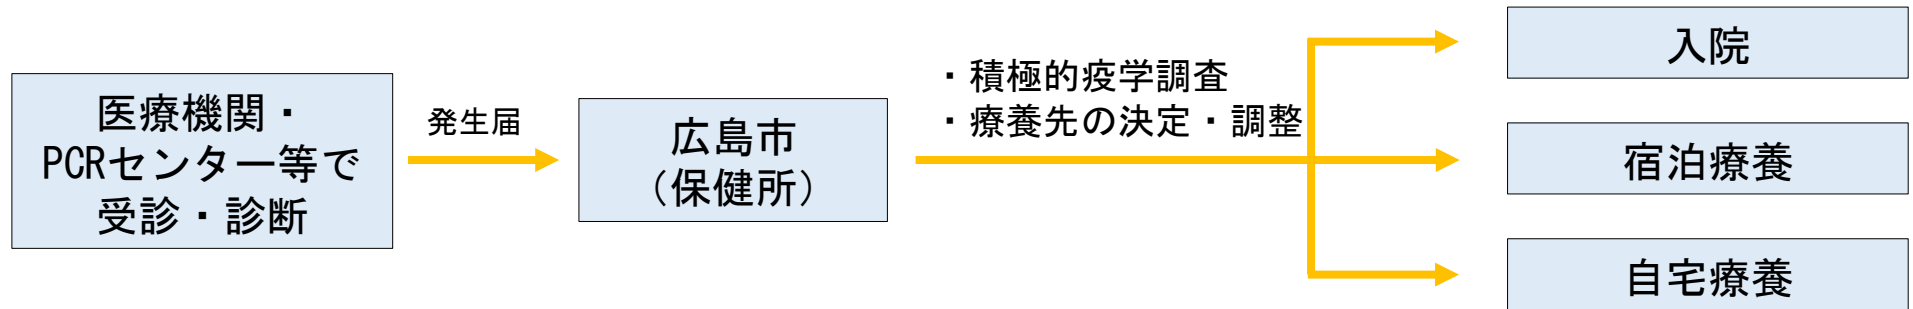 医療機関・
PCRセンター等で
受診・診断
発生届
広島市
（保健所）
・積極的疫学調査
・療養先の決定・調整
入院
宿泊療養
自宅療養